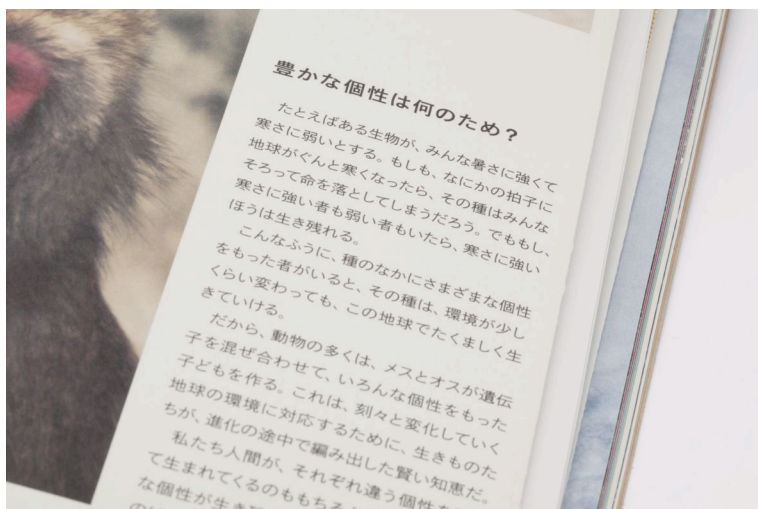 豊かな個性は何のため？
たとえばある生物が、みんな暑さに強くて
寒さに弱いとする。もしも、なにかの拍子に
地球がぐんと寒くなったら、その種はみんな
そろって命を落としてしまうだろう。でももし、
寒さに強い者も弱い者もいたら、寒さに強い
ほうは生き残れる。
こんなふうに、種のなかにさまざまな個性
をもった者がいると、その種は、環境が少し
くらい変わっても、この地球でたくましく生
きていける。
だから、動物の多くは、メスとオスが遺伝
子を混ぜ合わせて、いろんな個性をもった
子どもを作る。これは、刻々と変化していく
地球の環境に対応するために、生きものた
ちが、進化の途中で編み出した賢い知恵だ。
私たち人間が、それぞれ違う個性を
て生まれてくるのももちろ
な個性が生き